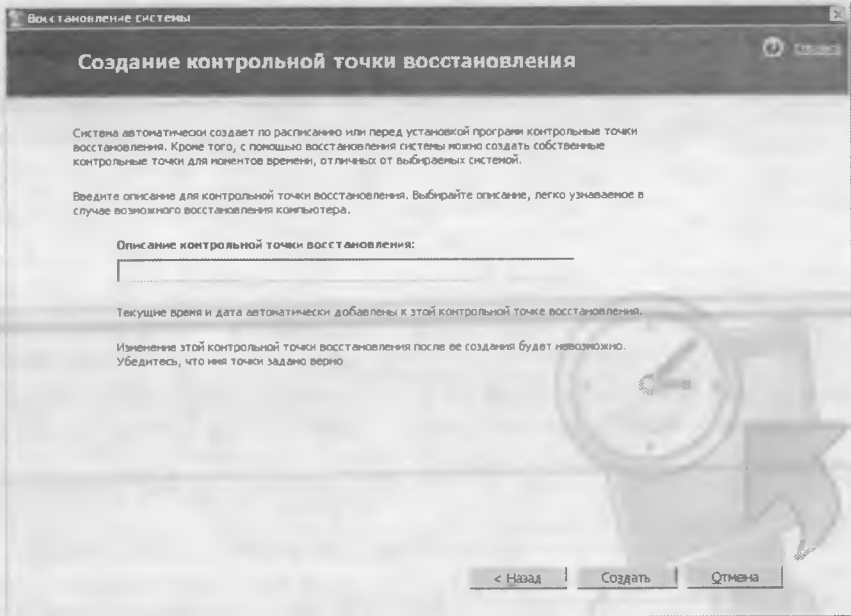 Восстановление системы
Создание контрольной точки восстановления
Система автоматически создает по расписанию или перед установкой программ контрольные точки
восстановления. Кроме того, с помощью восстановления системы можно создать собственные
контрольные точки для моментов времени, отличных от выбираемых системой.
Введите описание для контрольной точки восстановления. Выбирайте описание, легко узнаваемое в
случае возможного восстановления компьютера.
Описание контрольной точки восстановления:
Текущие время и дата автоматически добавлены к этой контрольной точке восстановления.
Изменение этой контрольной точки восстановления после ее создания будет невозможно.
Убедитесь, что имя точки задано верно
< Назад
Создать
Отмена